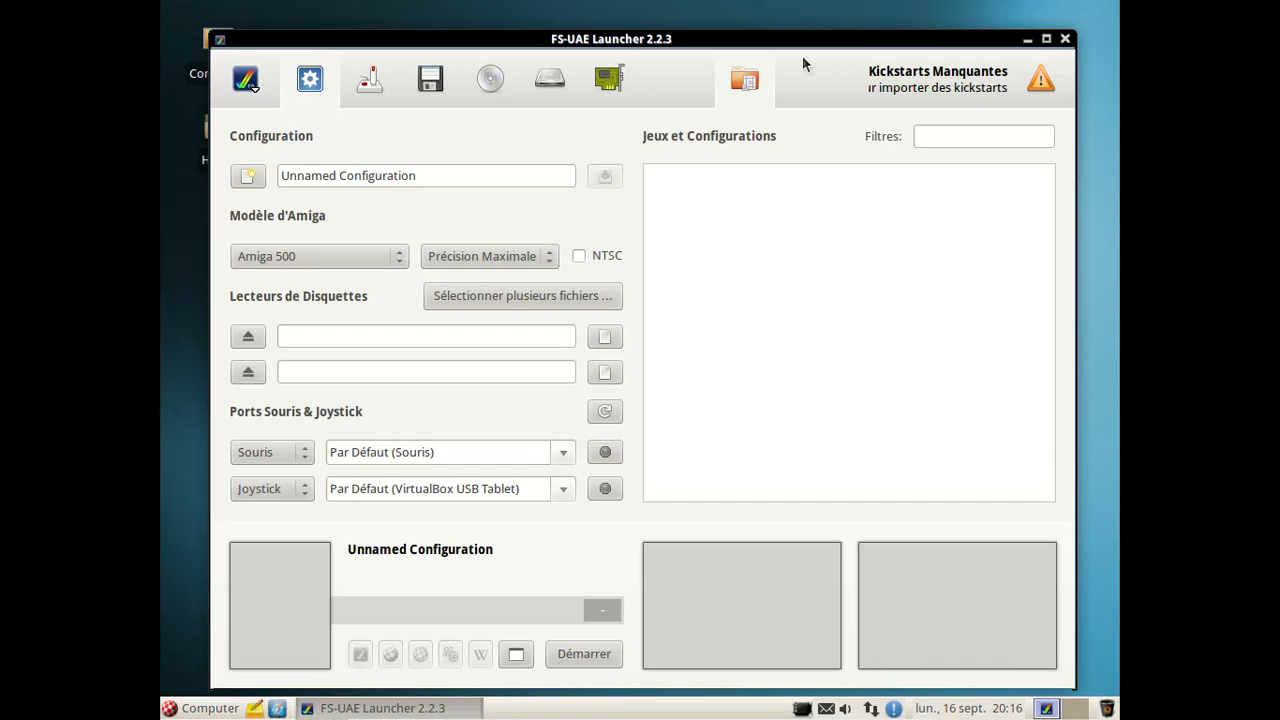 FS-UAE Launcher 2.2.3
Kickstarts Manquantes
ur importer des kickstarts
Configuration
Jeux et Configurations
Filtres:
Unnamed Configuration
Modèle d'Amiga
Amiga 500
Précision Maximale
NTSC
Lecteurs de Disquettes
Sélectionner plusieurs fichiers ...
Ports Souris & Joystick
Souris
Par Défaut (Souris)
Joystick
Par Défaut (VirtualBox USB Tablet)
Unnamed Configuration
-
W
Démarrer
Computer
FS-UAE Launcher 2.2.3
lun., 16 sept. 20:16